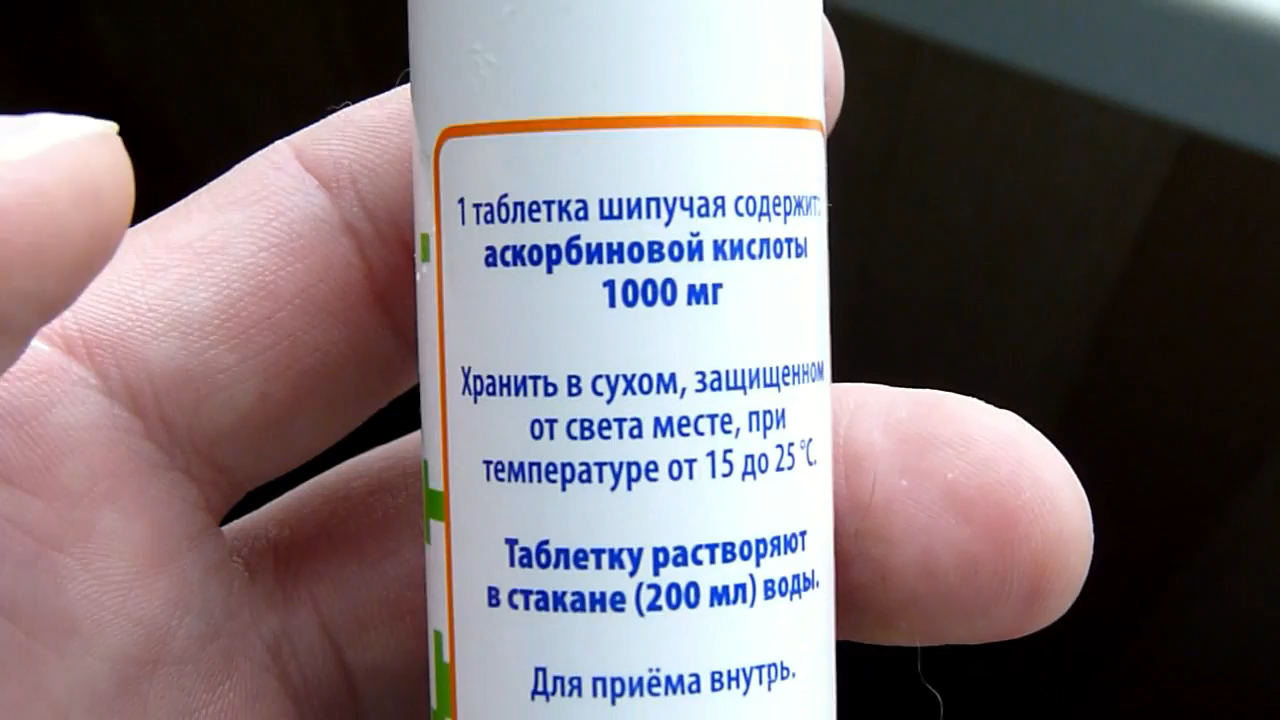 1 таблетка шипучая содержит:
аскорбиновой кислоты
1000 мг
Хранить в сухом, защищенном
от света месте, при
температуре от 15 до 25 °С.
Таблетку растворяют
в стакане (200 мл) воды.
Для приёма внутрь.